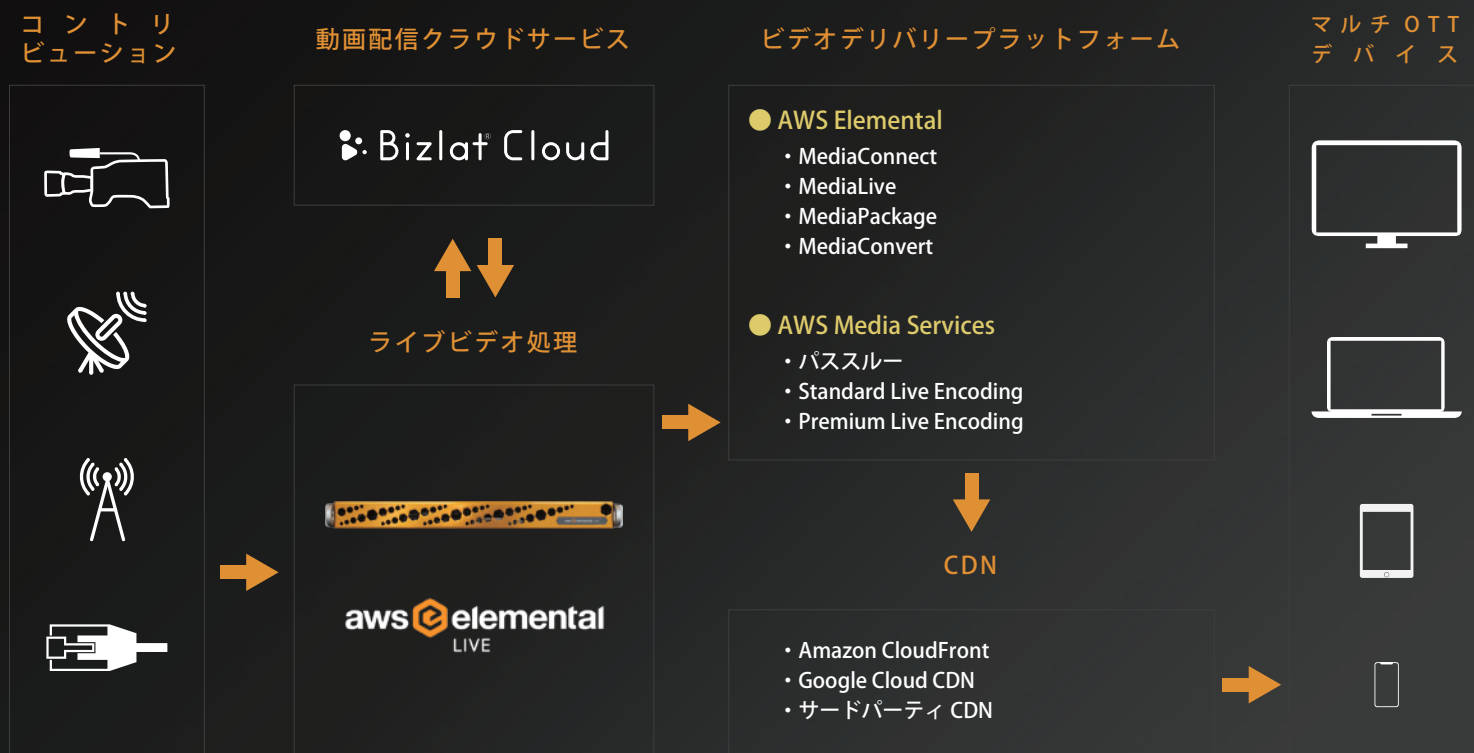 コントリ
ビューション
動画配信クラウドサービス
Bizlat® Cloud
ライブビデオ処理
aws elemental
LIVE
ビデオデリバリープラットフォーム
● AWS Elemental
・MediaConnect
・MediaLive
・MediaPackage
・MediaConvert
● AWS Media Services
・パススルー
・Standard Live Encoding
・Premium Live Encoding
CDN
・Amazon CloudFront
・Google Cloud CDN
・サードパーティ CDN
マルチOTT
デバイス